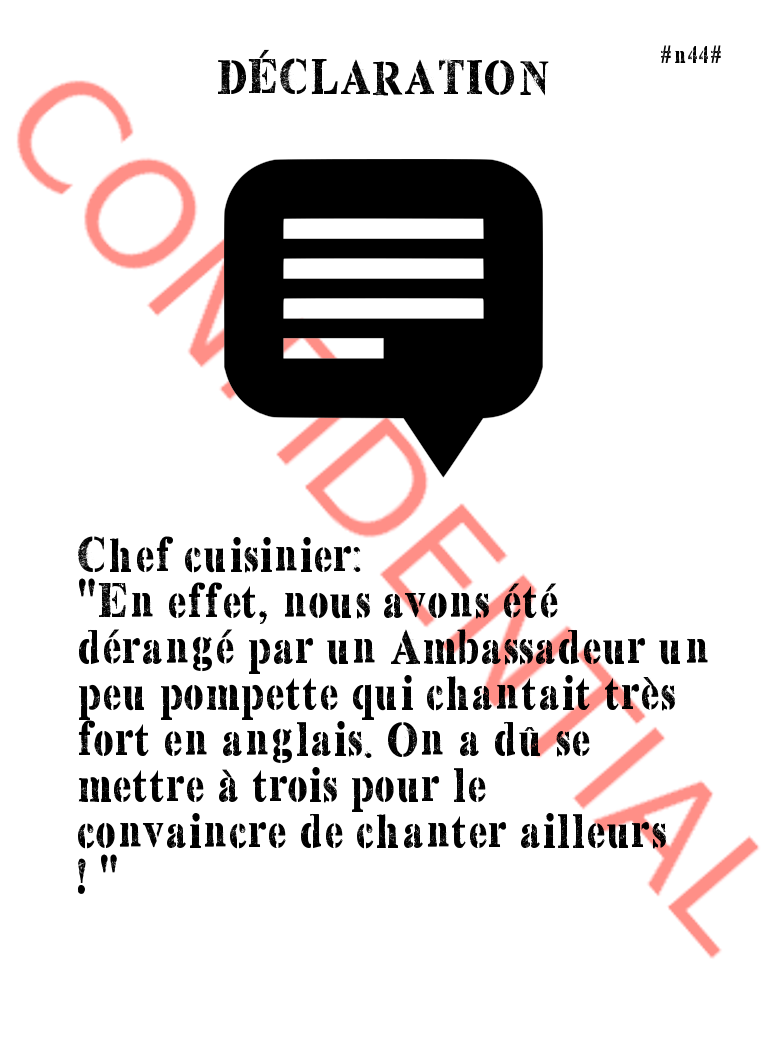 #n44#
DÉCLARATION
CONFIDENTIAL
Chef cuisinier:
"En effet, nous avons été
dérangé par un Ambassadeur un
peu pompette qui chantait très
fort en anglais. On a dû se
mettre à trois pour le
convaincre de chanter ailleurs
! "